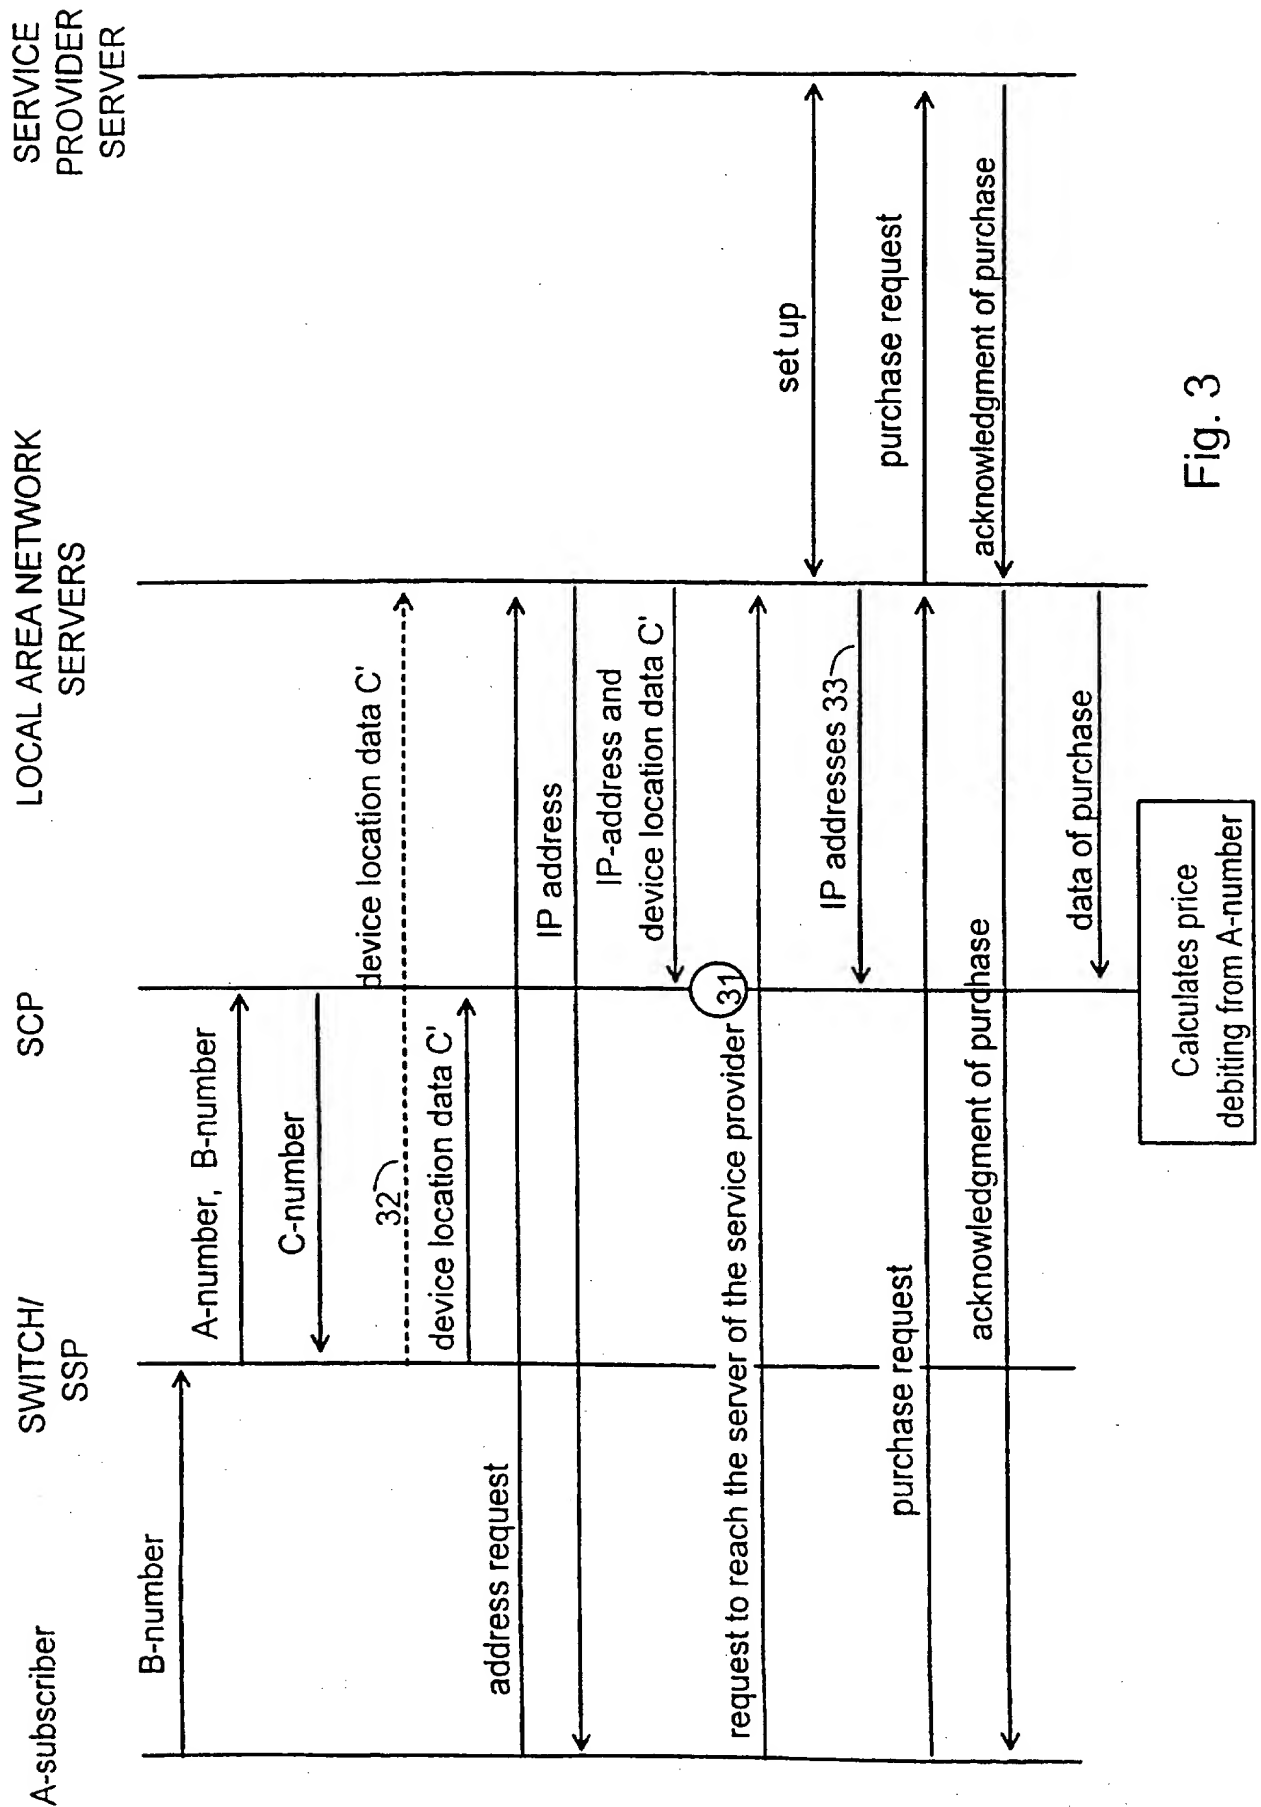 A-subscriber
SWITCH/
SSP
SCP
LOCAL AREA NETWORK
SERVERS
SERVICE
PROVIDER
SERVER
B-number
A-number, B-number
C-number
32
device location data C'
device location data C'
address request
IP address
IP-address and
device location data C'
31
request to reach the server of the service provider
set up
IP addresses 33
purchase request
purchase request
acknowledgment of purchase
acknowledgment of purchase
data of purchase
Calculates price
debiting from A-number
Fig. 3